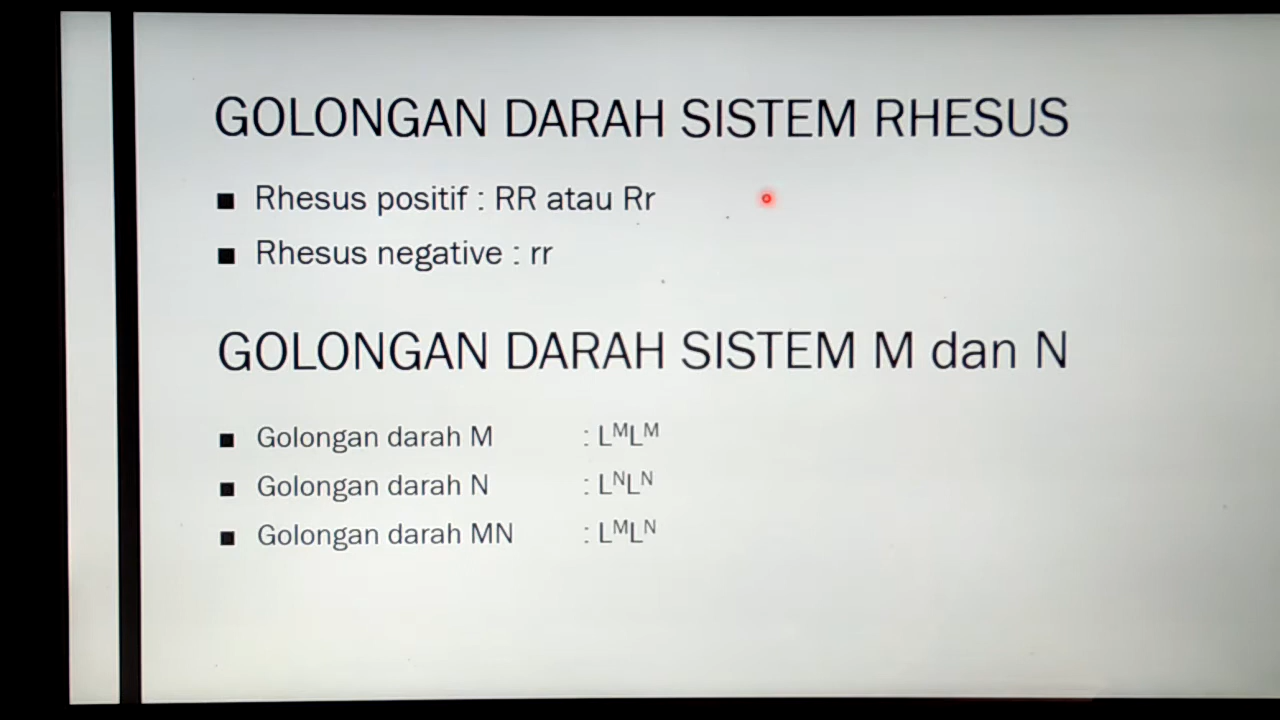 GOLONGAN DARAH SISTEM RHESUS
■ Rhesus positif : RR atau Rr
■ Rhesus negative : rr
GOLONGAN DARAH SISTEM M dan N
■ Golongan darah M : LᴹLᴹ
■ Golongan darah N : LᴺLᴺ
■ Golongan darah MN : LᴹLᴺ